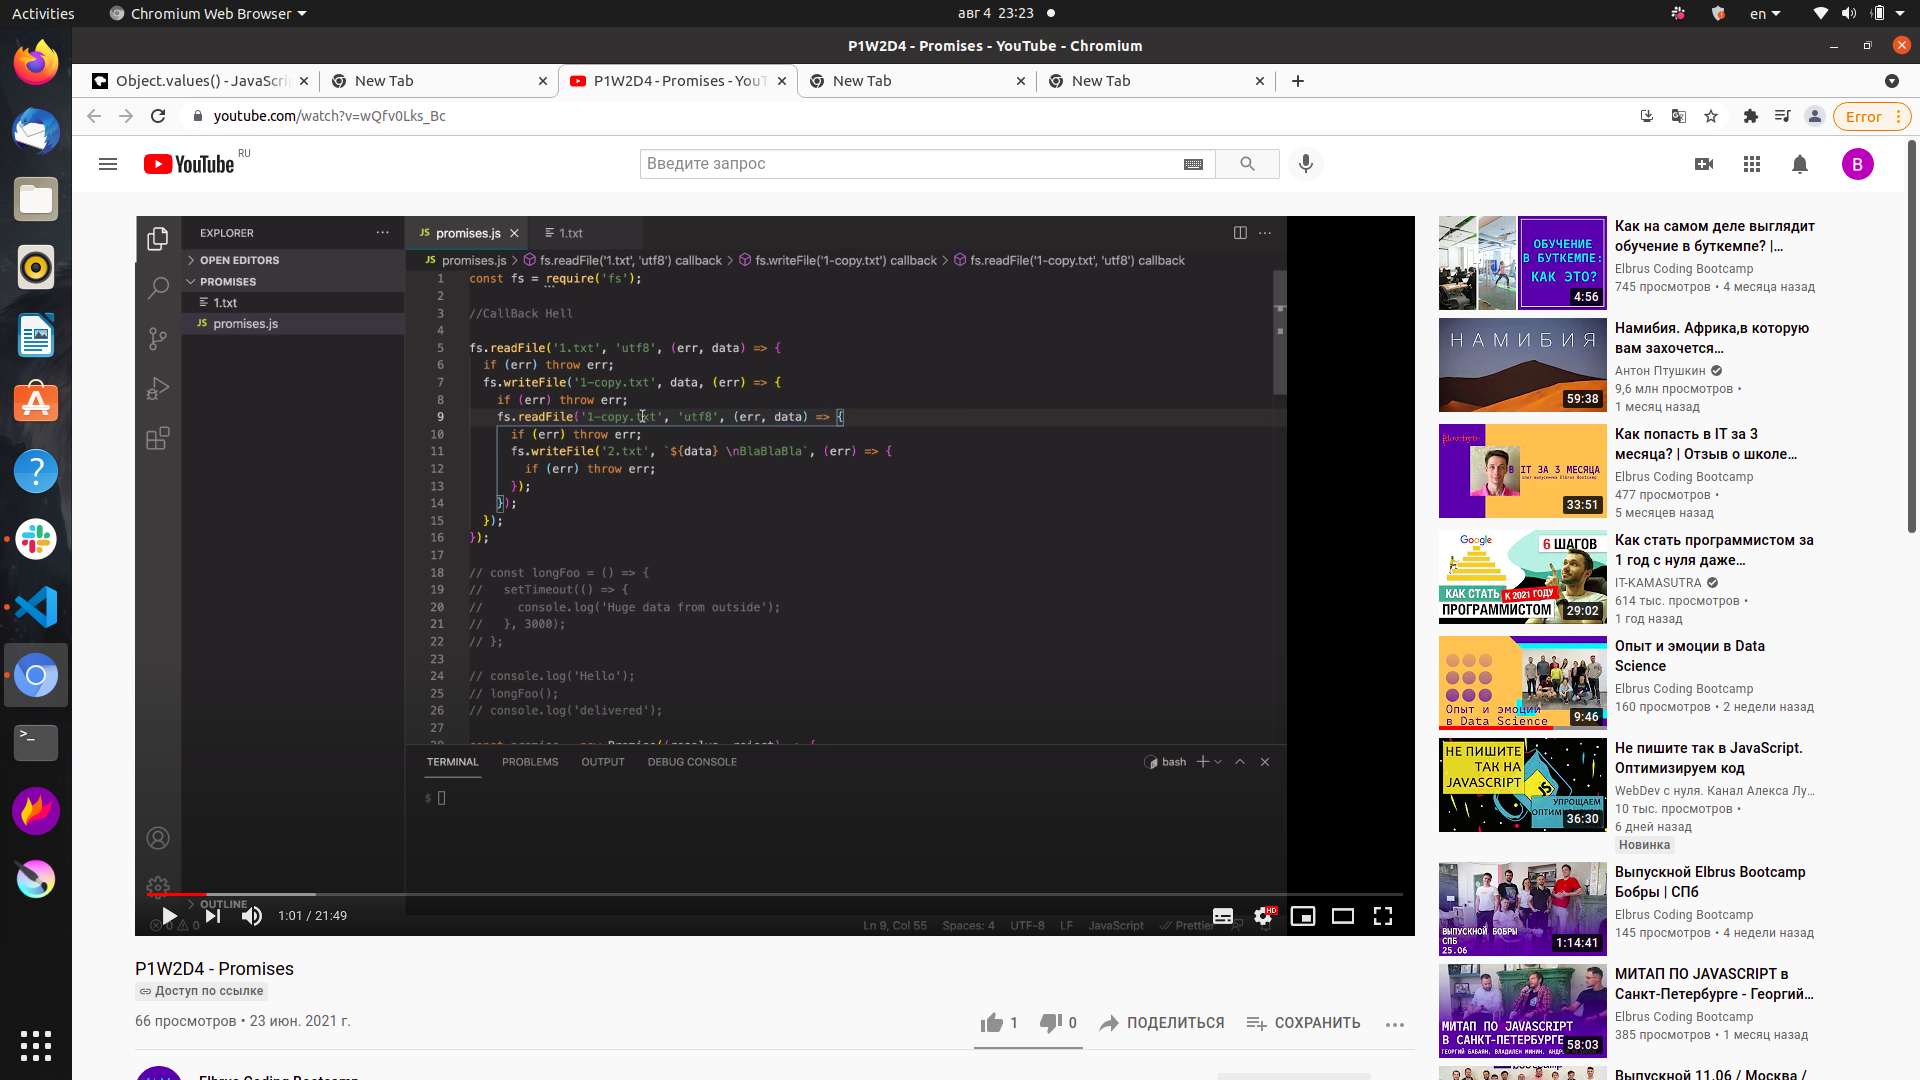 Activities
Chromium Web Browser
авг 4 23:23
en
P1W2D4 - Promises - YouTube - Chromium
Object.values() - JavaScri
New Tab
P1W2D4 - Promises - YouT
New Tab
New Tab
youtube.com/watch?v=wQfv0Lks_Bc
Error
YouTube RU
Введите запрос
B
EXPLORER
OPEN EDITORS
PROMISES
1.txt
JS promises.js
OUTLINE
JS promises.js
1.txt
JS promises.js > fs.readFile('1.txt', 'utf8') callback > fs.writeFile('1-copy.txt') callback > fs.readFile('1-copy.txt', 'utf8') callback
1 const fs = require('fs');
2
3 //CallBack Hell
4
5 fs.readFile('1.txt', 'utf8', (err, data) => {
6 if (err) throw err;
7 fs.writeFile('1-copy.txt', data, (err) => {
8 if (err) throw err;
9 fs.readFile('1-copy.txt', 'utf8', (err, data) => {
10 if (err) throw err;
11 fs.writeFile('2.txt', `${data} \nBlaBlaBla`, (err) => {
12 if (err) throw err;
13 });
14 });
15 });
16 });
17
18 // const longFoo = () => {
19 // setTimeout(() => {
20 // console.log('Huge data from outside');
21 // }, 3000);
22 // };
23
24 // console.log('Hello');
25 // longFoo();
26 // console.log('delivered');
27
TERMINAL PROBLEMS OUTPUT DEBUG CONSOLE
bash
$
1:01 / 21:49
HD
0 0
Ln 9, Col 55 Spaces: 4 UTF-8 LF JavaScript Prettier
P1W2D4 - Promises
Доступ по ссылке
66 просмотров • 23 июн. 2021 г.
1 0 ПОДЕЛИТЬСЯ СОХРАНИТЬ
Elbrus Coding Bootcamp
ОБУЧЕНИЕ
В БУТКЕМПЕ:
КАК ЭТО?
4:56
Как на самом деле выглядит
обучение в буткемпе? |...
Elbrus Coding Bootcamp
745 просмотров • 4 месяца назад
НАМИБИЯ
59:38
Намибия. Африка,в которую
вам захочется...
Антон Птушкин
9,6 млн просмотров •
1 месяц назад
В IT ЗА 3 МЕСЯЦА
33:51
Как попасть в IT за 3
месяца? | Отзыв о школе...
Elbrus Coding Bootcamp
477 просмотров •
5 месяцев назад
Google
6 ШАГОВ
КАК СТАТЬ К 2021 ГОДУ
ПРОГРАММИСТОМ
29:02
Как стать программистом за
1 год с нуля даже...
IT-KAMASUTRA
614 тыс. просмотров •
1 год назад
Опыт и эмоции
в Data Science
9:46
Опыт и эмоции в Data
Science
Elbrus Coding Bootcamp
160 просмотров • 2 недели назад
НЕ ПИШИТЕ
ТАК НА
JAVASCRIPT
JS
УПРОЩАЕМ
36:30
Не пишите так в JavaScript.
Оптимизируем код
WebDev с нуля. Канал Алекса Лу...
10 тыс. просмотров •
6 дней назад
Новинка
ВЫПУСКНОЙ БОБРЫ
СПБ
25.06
1:14:41
Выпускной Elbrus Bootcamp
Бобры | СПб
Elbrus Coding Bootcamp
145 просмотров • 4 недели назад
МИТАП ПО JAVASCRIPT
В САНКТ-ПЕТЕРБУРГЕ
58:03
МИТАП ПО JAVASCRIPT в
Санкт-Петербурге - Георгий...
Elbrus Coding Bootcamp
385 просмотров • 1 месяц назад
Выпускной 11.06 / Москва /